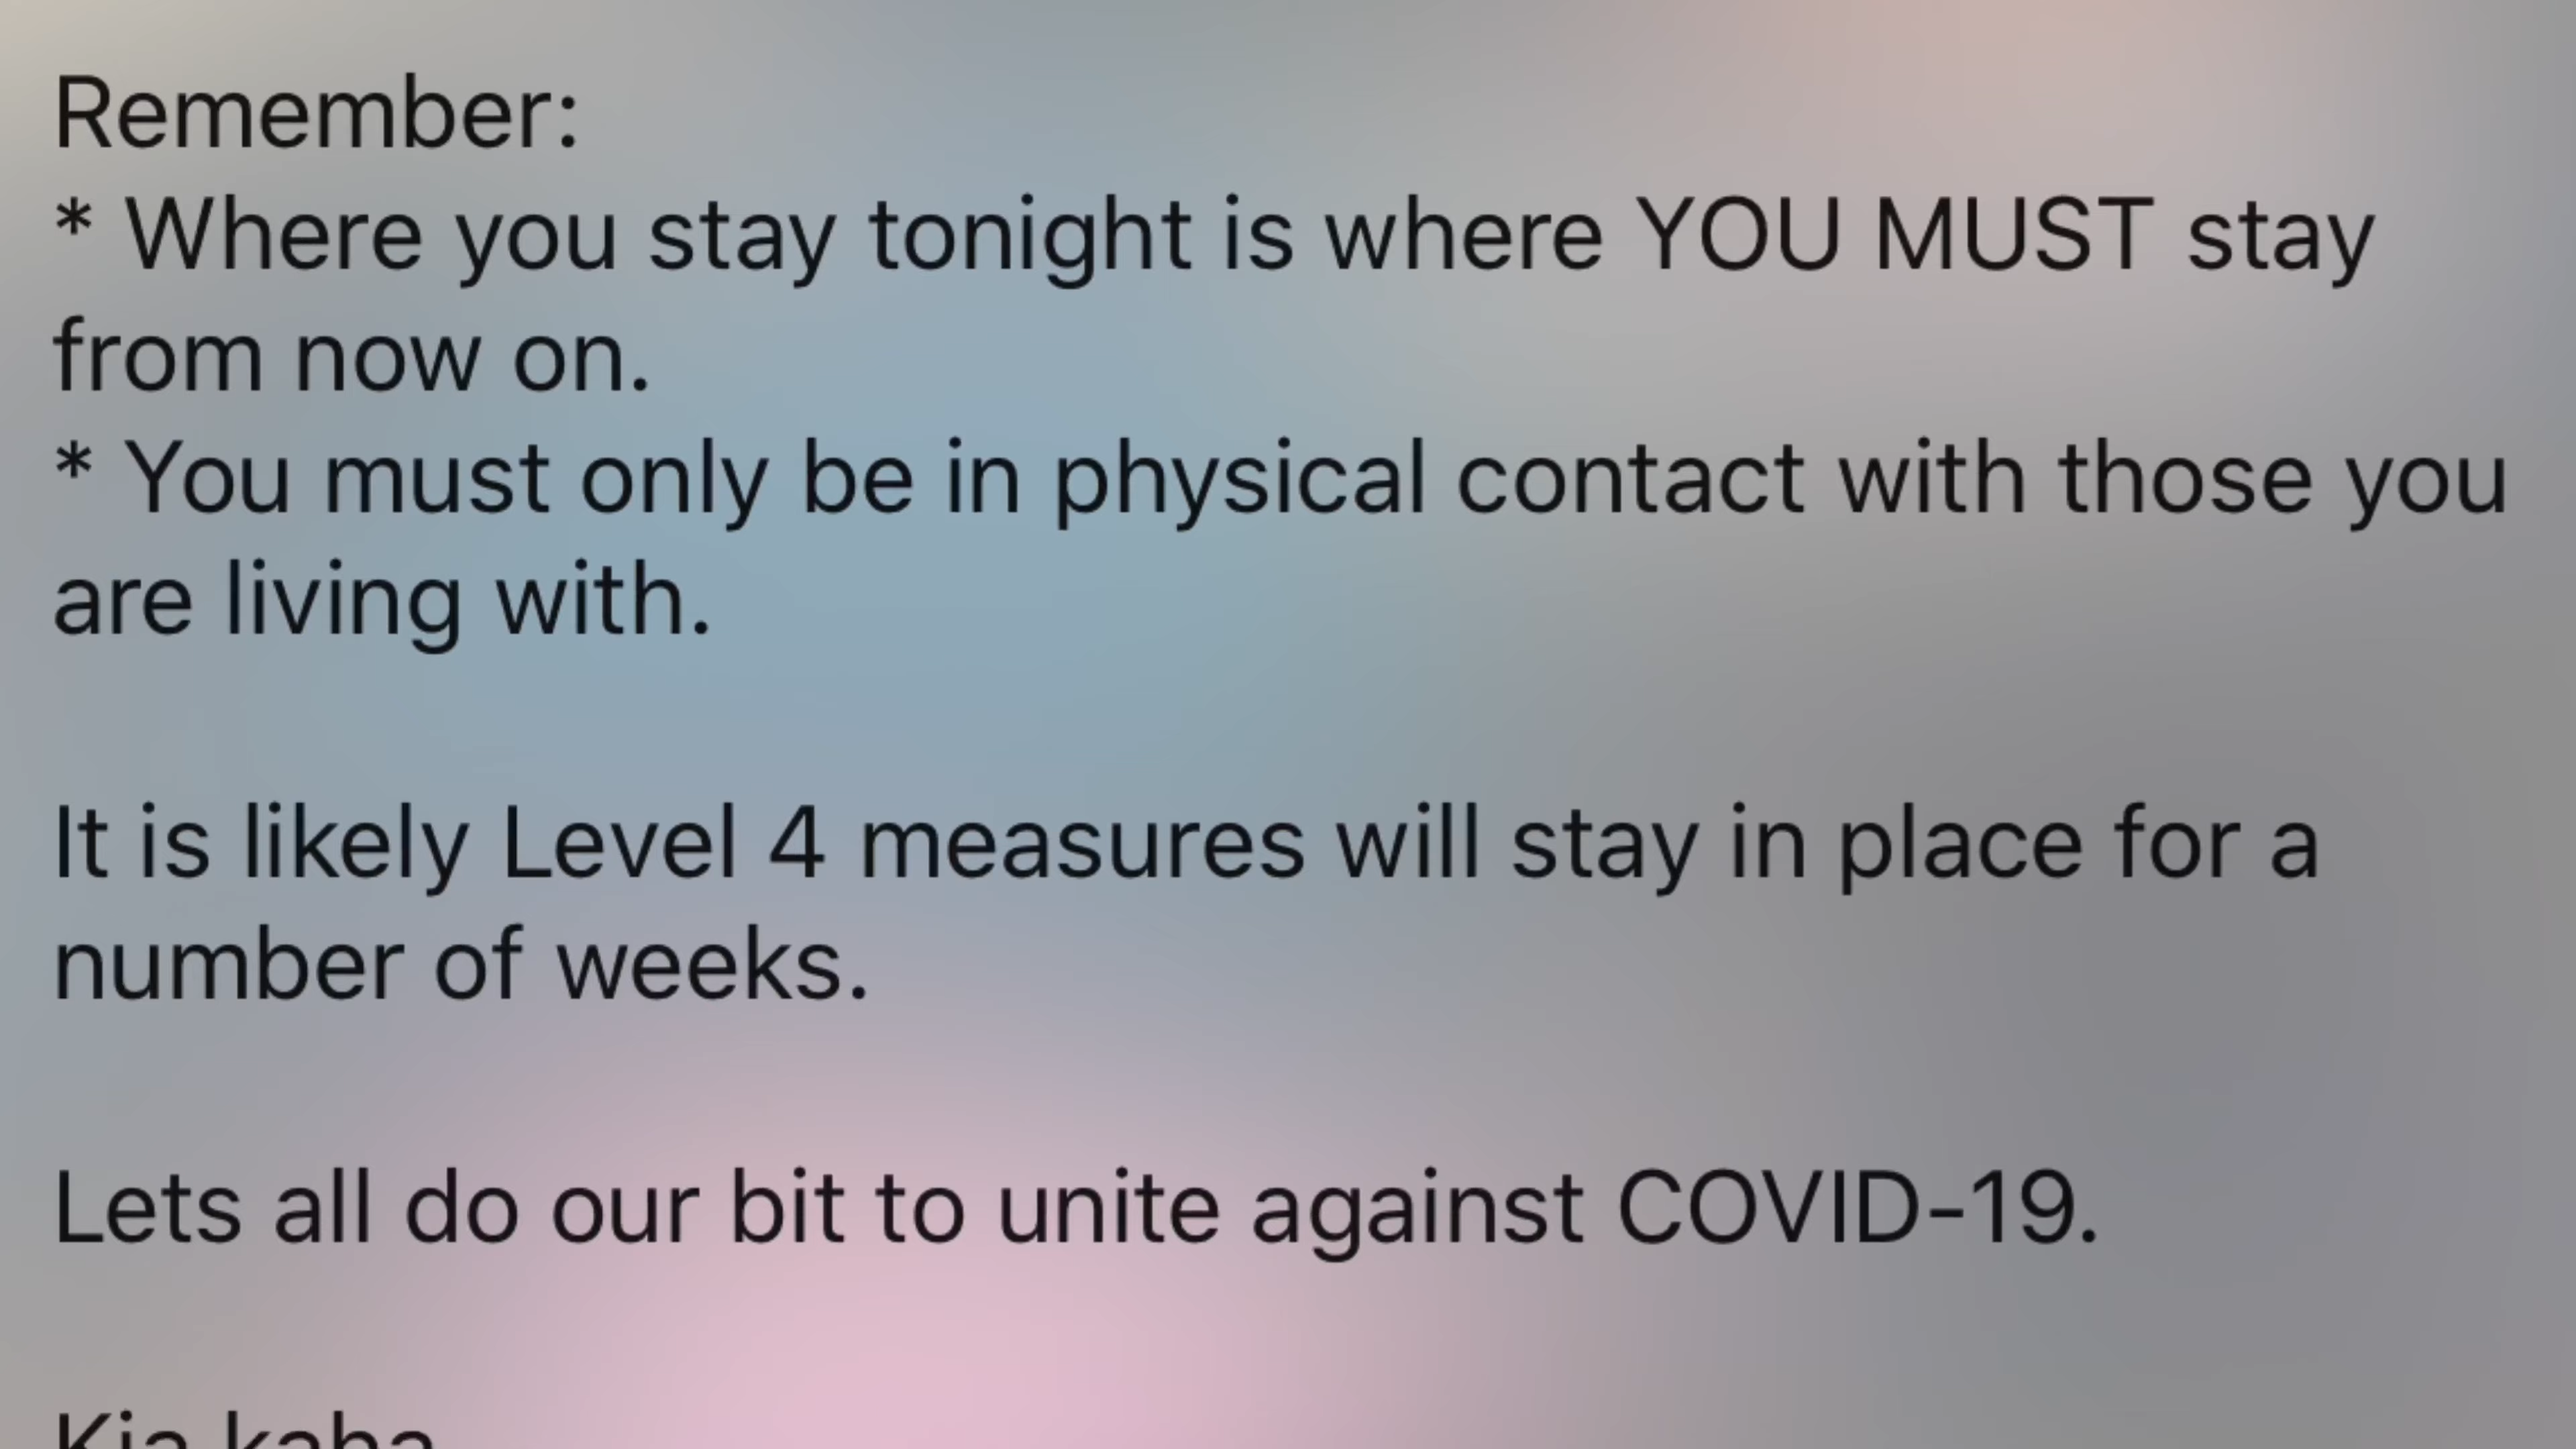 Remember:
* Where you stay tonight is where YOU MUST stay
from now on.
* You must only be in physical contact with those you
are living with.
It is likely Level 4 measures will stay in place for a
number of weeks.
Lets all do our bit to unite against COVID-19.
Kia kaha